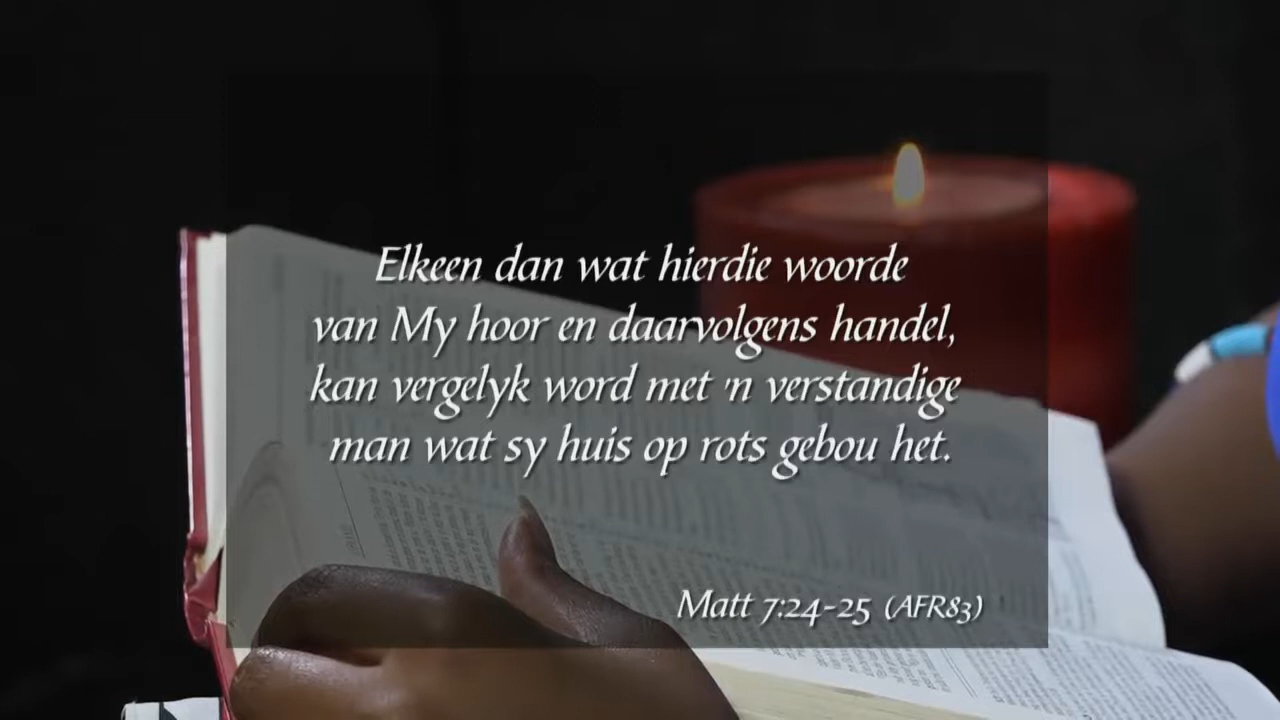 Elkeen dan wat hierdie woorde
van My hoor en daarvolgens handel,
kan vergelyk word met 'n verstandige
man wat sy huis op rots gebou het.
Matt 7:24-25 (AFR83)